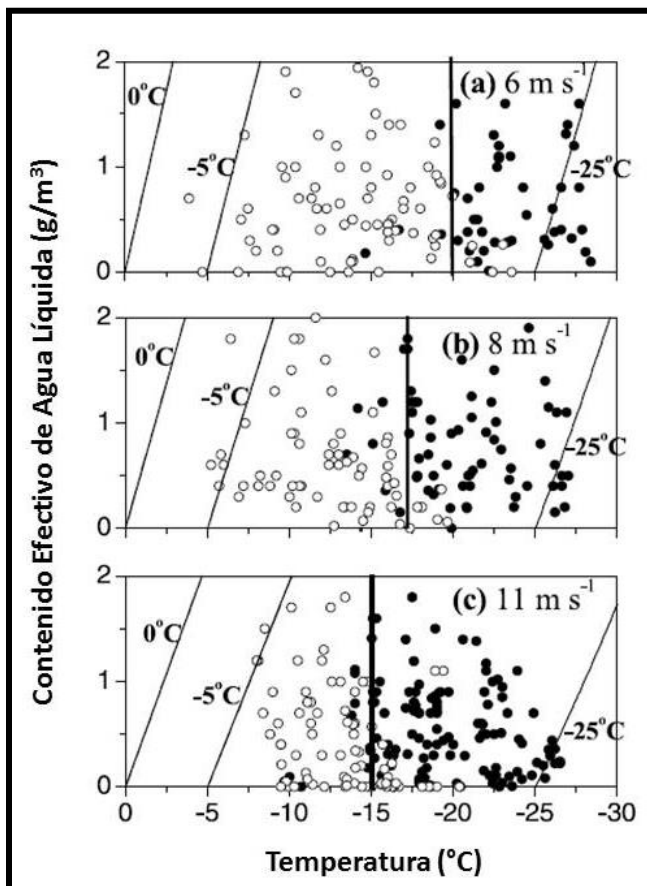 Contenido Efectivo de Agua Líquida (g/m³)
2
1
0
0°C
-5°C
(a) 6 m s⁻¹
-25°C
2
1
0
0°C
-5°C
(b) 8 m s⁻¹
-25°C
2
1
0
0°C
-5°C
(c) 11 m s⁻¹
-25°C
0 -5 -10 -15 -20 -25 -30
Temperatura (°C)